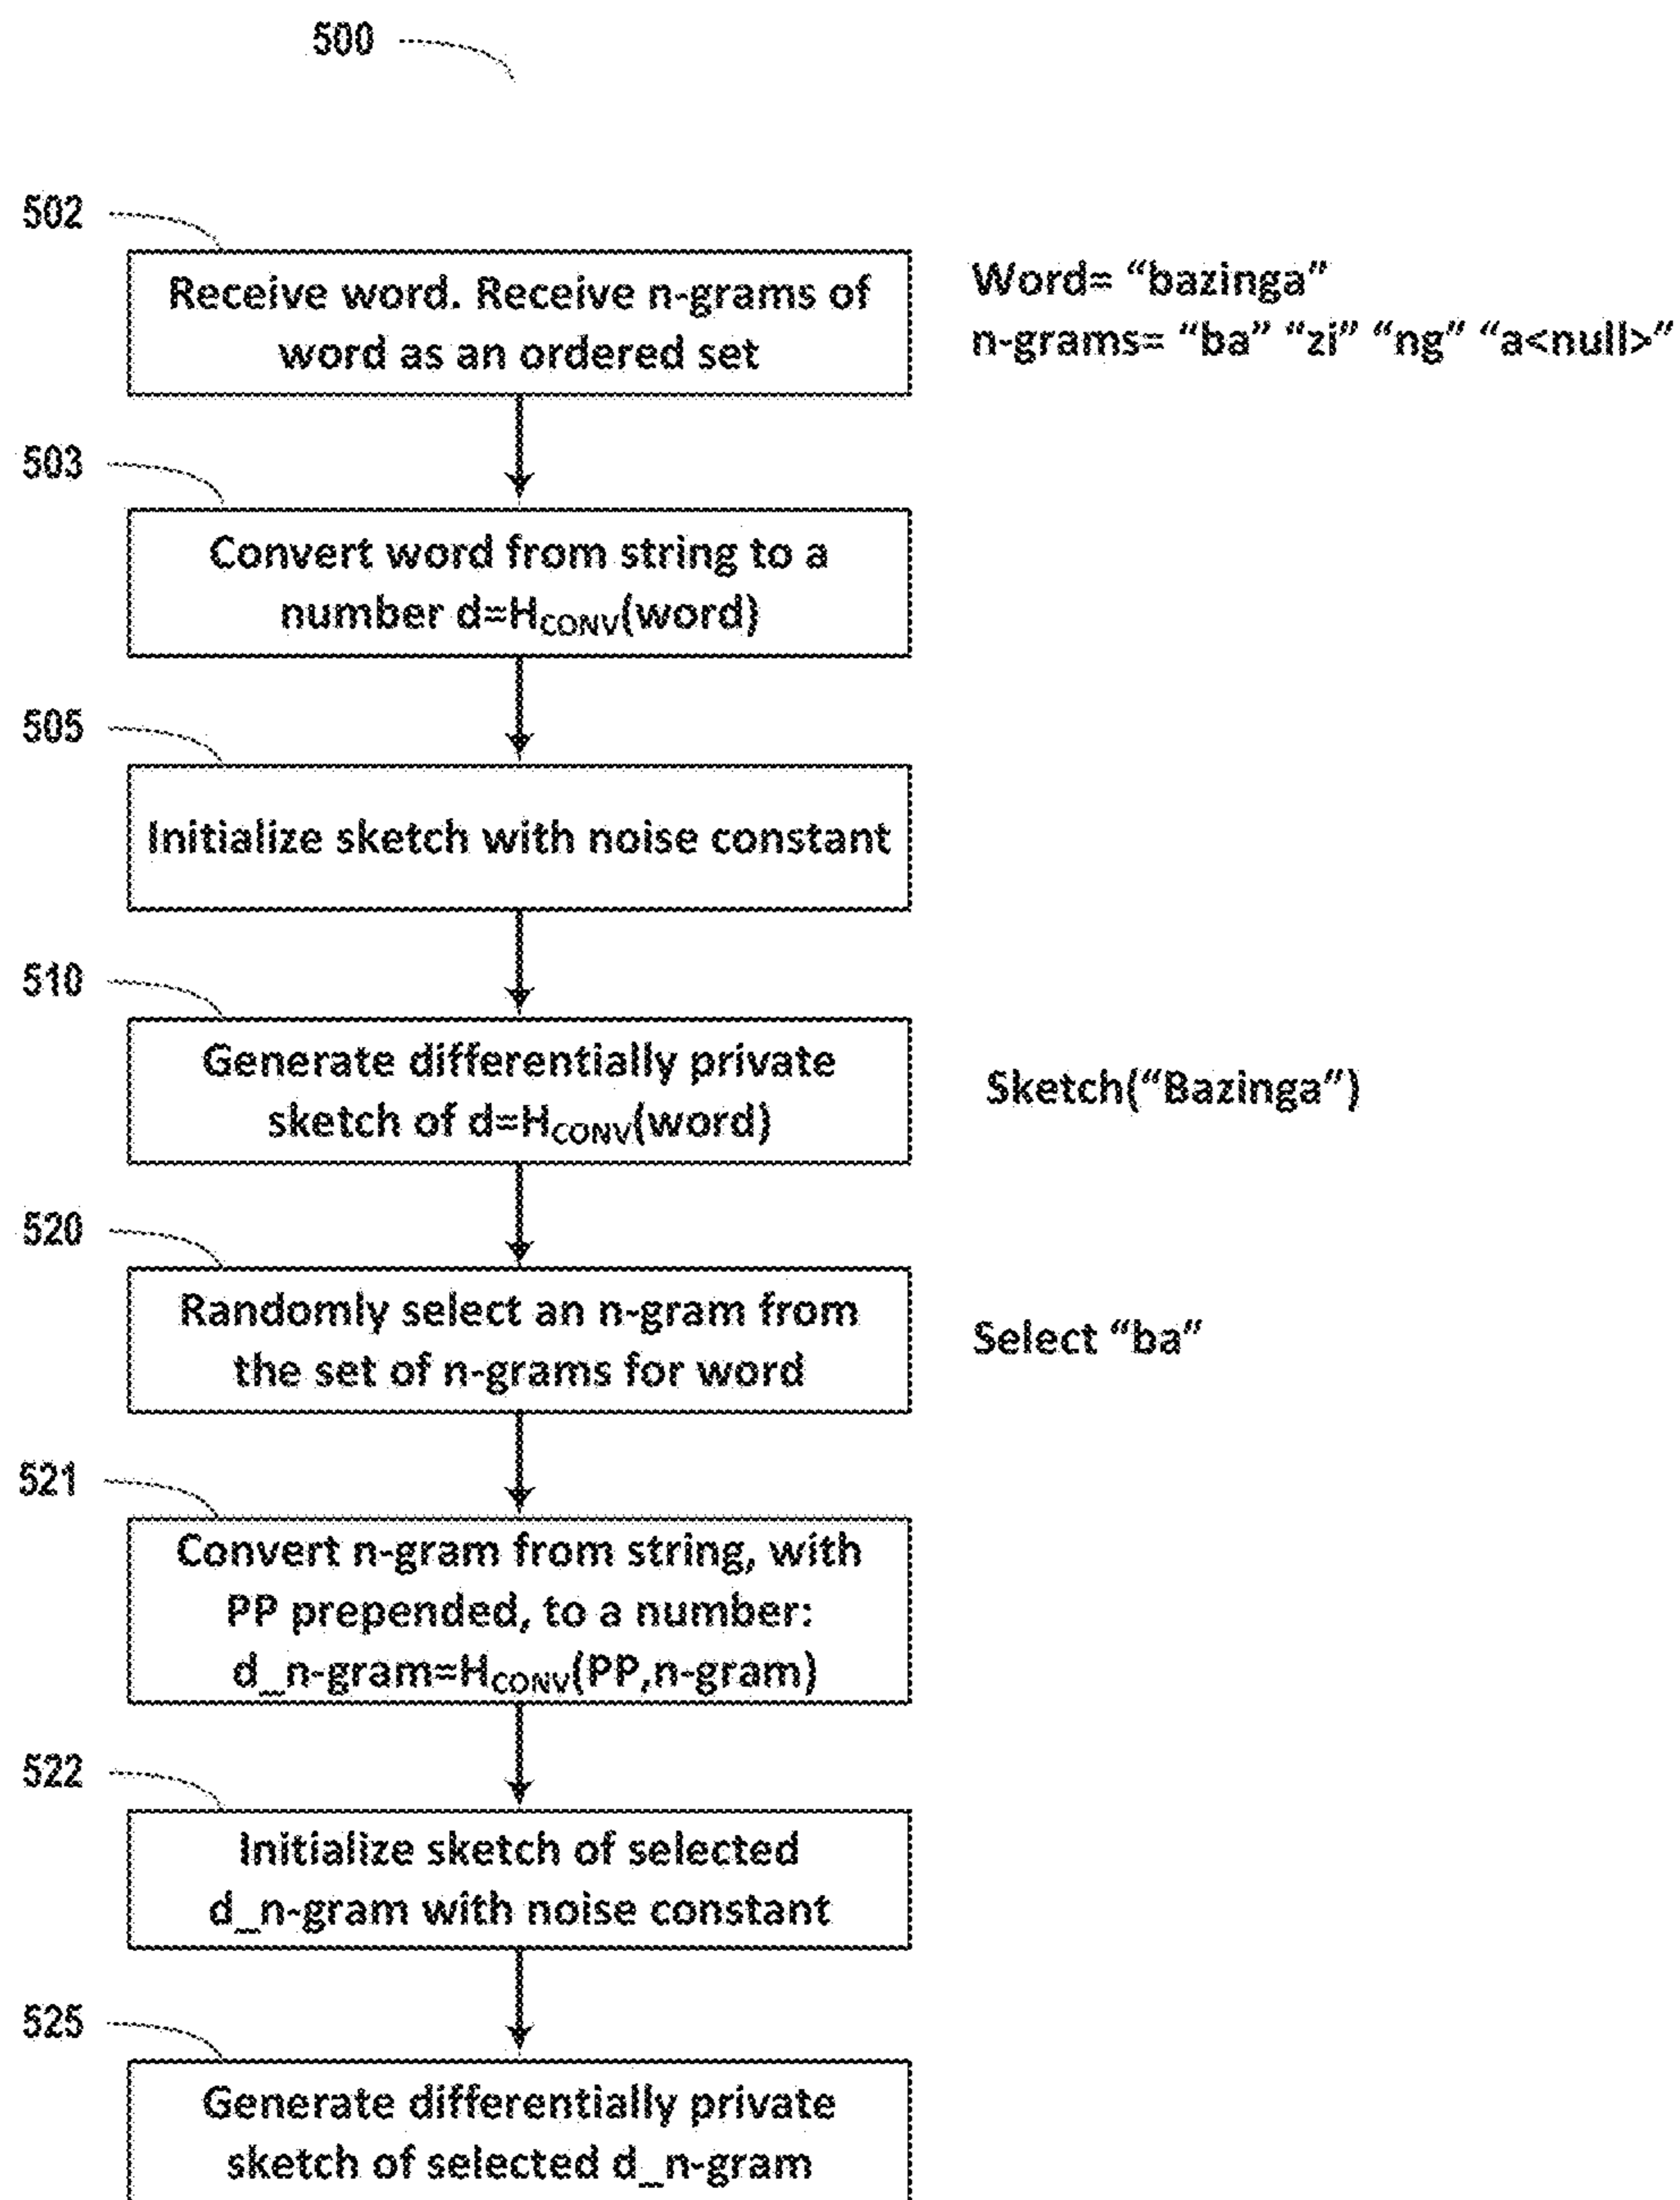 500
502
Receive word. Receive n-grams of
word as an ordered set
Word= “bazinga”
n-grams= “ba” “zi” “ng” “a<null>”
503
Convert word from string to a
number d=HCONV(word)
505
Initialize sketch with noise constant
510
Generate differentially private
sketch of d=HCONV(word)
Sketch(“Bazinga”)
520
Randomly select an n-gram from
the set of n-grams for word
Select “ba”
521
Convert n-gram from string, with
PP prepended, to a number:
d_n-gram=HCONV(PP,n-gram)
522
Initialize sketch of selected
d_n-gram with noise constant
525
Generate differentially private
sketch of selected d_n-gram